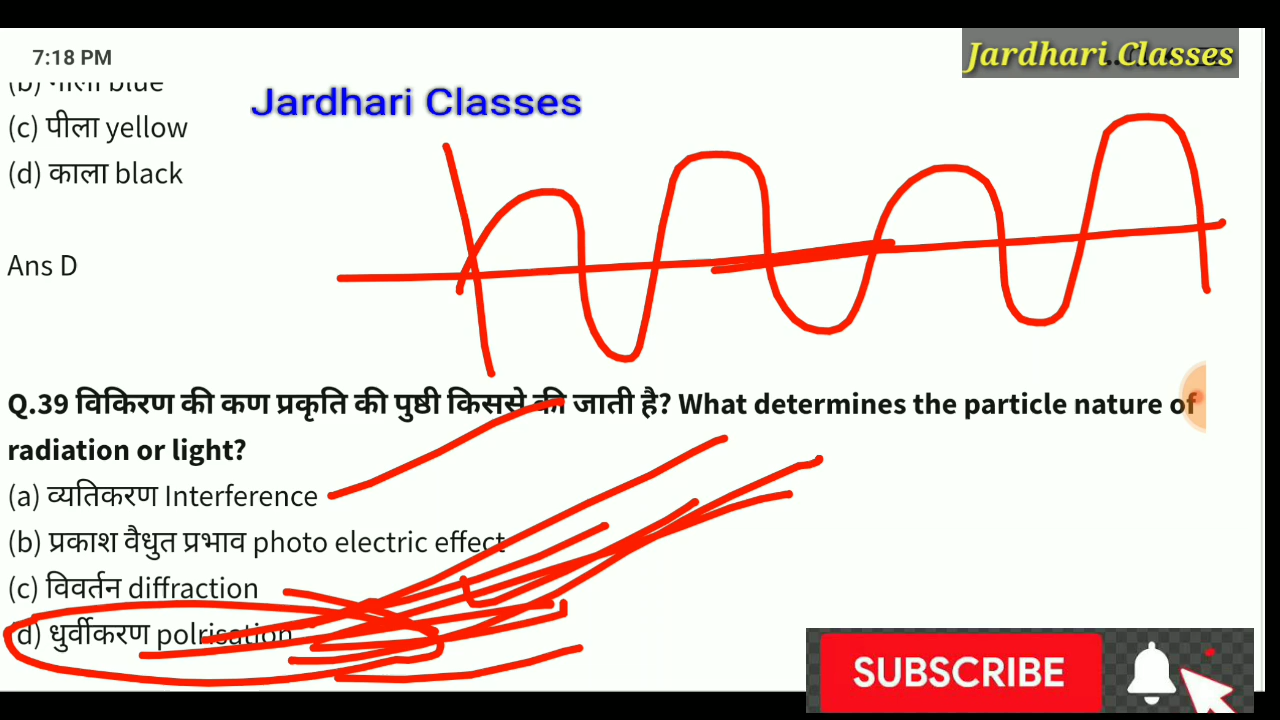 7:18 PM
Jardhari Classes
(b) नीला blue
Jardhari Classes
(c) पीला yellow
(d) काला black
Ans D
Q.39 विकिरण की कण प्रकृति की पुष्ठी किससे की जाती है? What determines the particle nature of
radiation or light?
(a) व्यतिकरण Interference
(b) प्रकाश वैधुत प्रभाव photo electric effect
(c) विवर्तन diffraction
(d) धुर्वीकरण polrisation
SUBSCRIBE